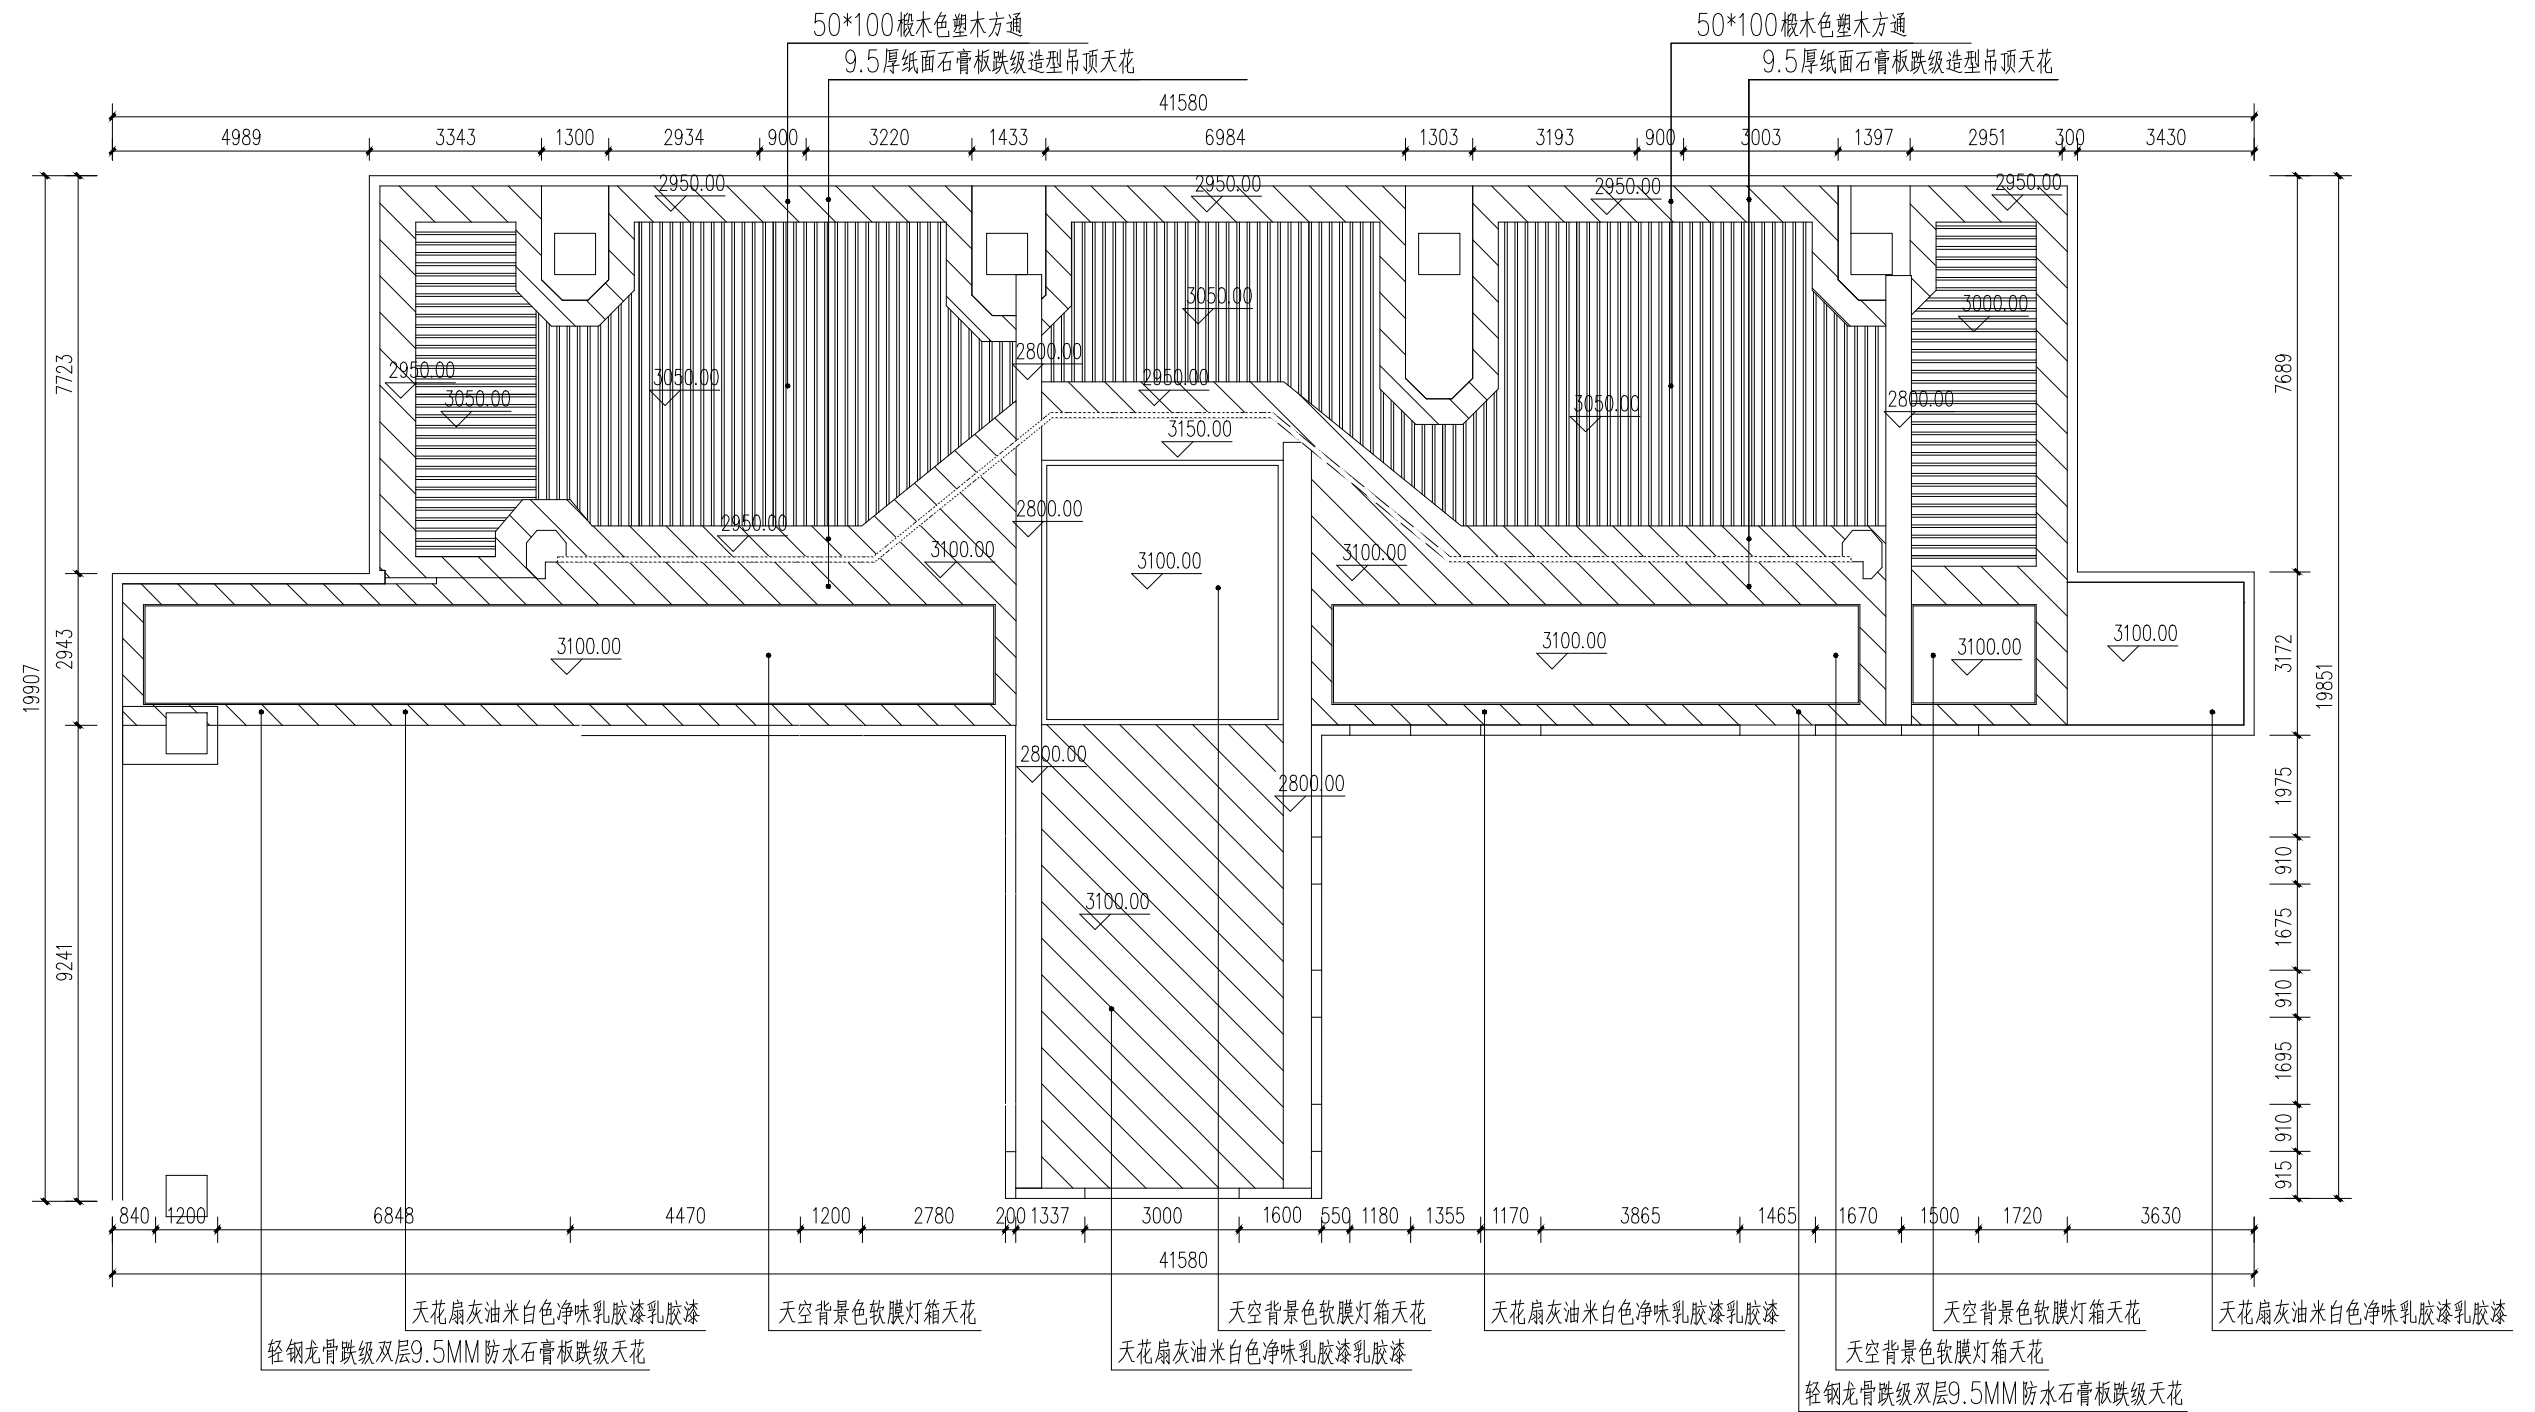 50*100椴木色塑木方通
50*100椴木色塑木方通
9.5厚纸面石膏板跌级造型吊顶天花
9.5厚纸面石膏板跌级造型吊顶天花
41580
4989 3343 1300 2934 900 3220 1433 6984 1303 3193 900 3003 1397 2951 300 3430
2950.00 2950.00 2950.00 2950.00
3050.00 3000.00
2800.00
7723 2950.00 3050.00 3050.00 2950.00 3050.00 2800.00 7689
3150.00
2950.00 2800.00
3100.00 3100.00 3100.00
2943 3100.00 3100.00 3100.00 3100.00 3172
19907 19851
2800.00 2800.00
1975
910
3100.00
1675
9241
910
1695
910
915
840 1200 6848 4470 1200 2780 200 1337 3000 1600 550 1180 1355 1170 3865 1465 1670 1500 1720 3630
41580
天花扇灰油米白色净味乳胶漆乳胶漆
天空背景色软膜灯箱天花
天空背景色软膜灯箱天花
天花扇灰油米白色净味乳胶漆乳胶漆
天空背景色软膜灯箱天花
天花扇灰油米白色净味乳胶漆乳胶漆
轻钢龙骨跌级双层9.5MM防水石膏板跌级天花
天花扇灰油米白色净味乳胶漆乳胶漆
天空背景色软膜灯箱天花
轻钢龙骨跌级双层9.5MM防水石膏板跌级天花